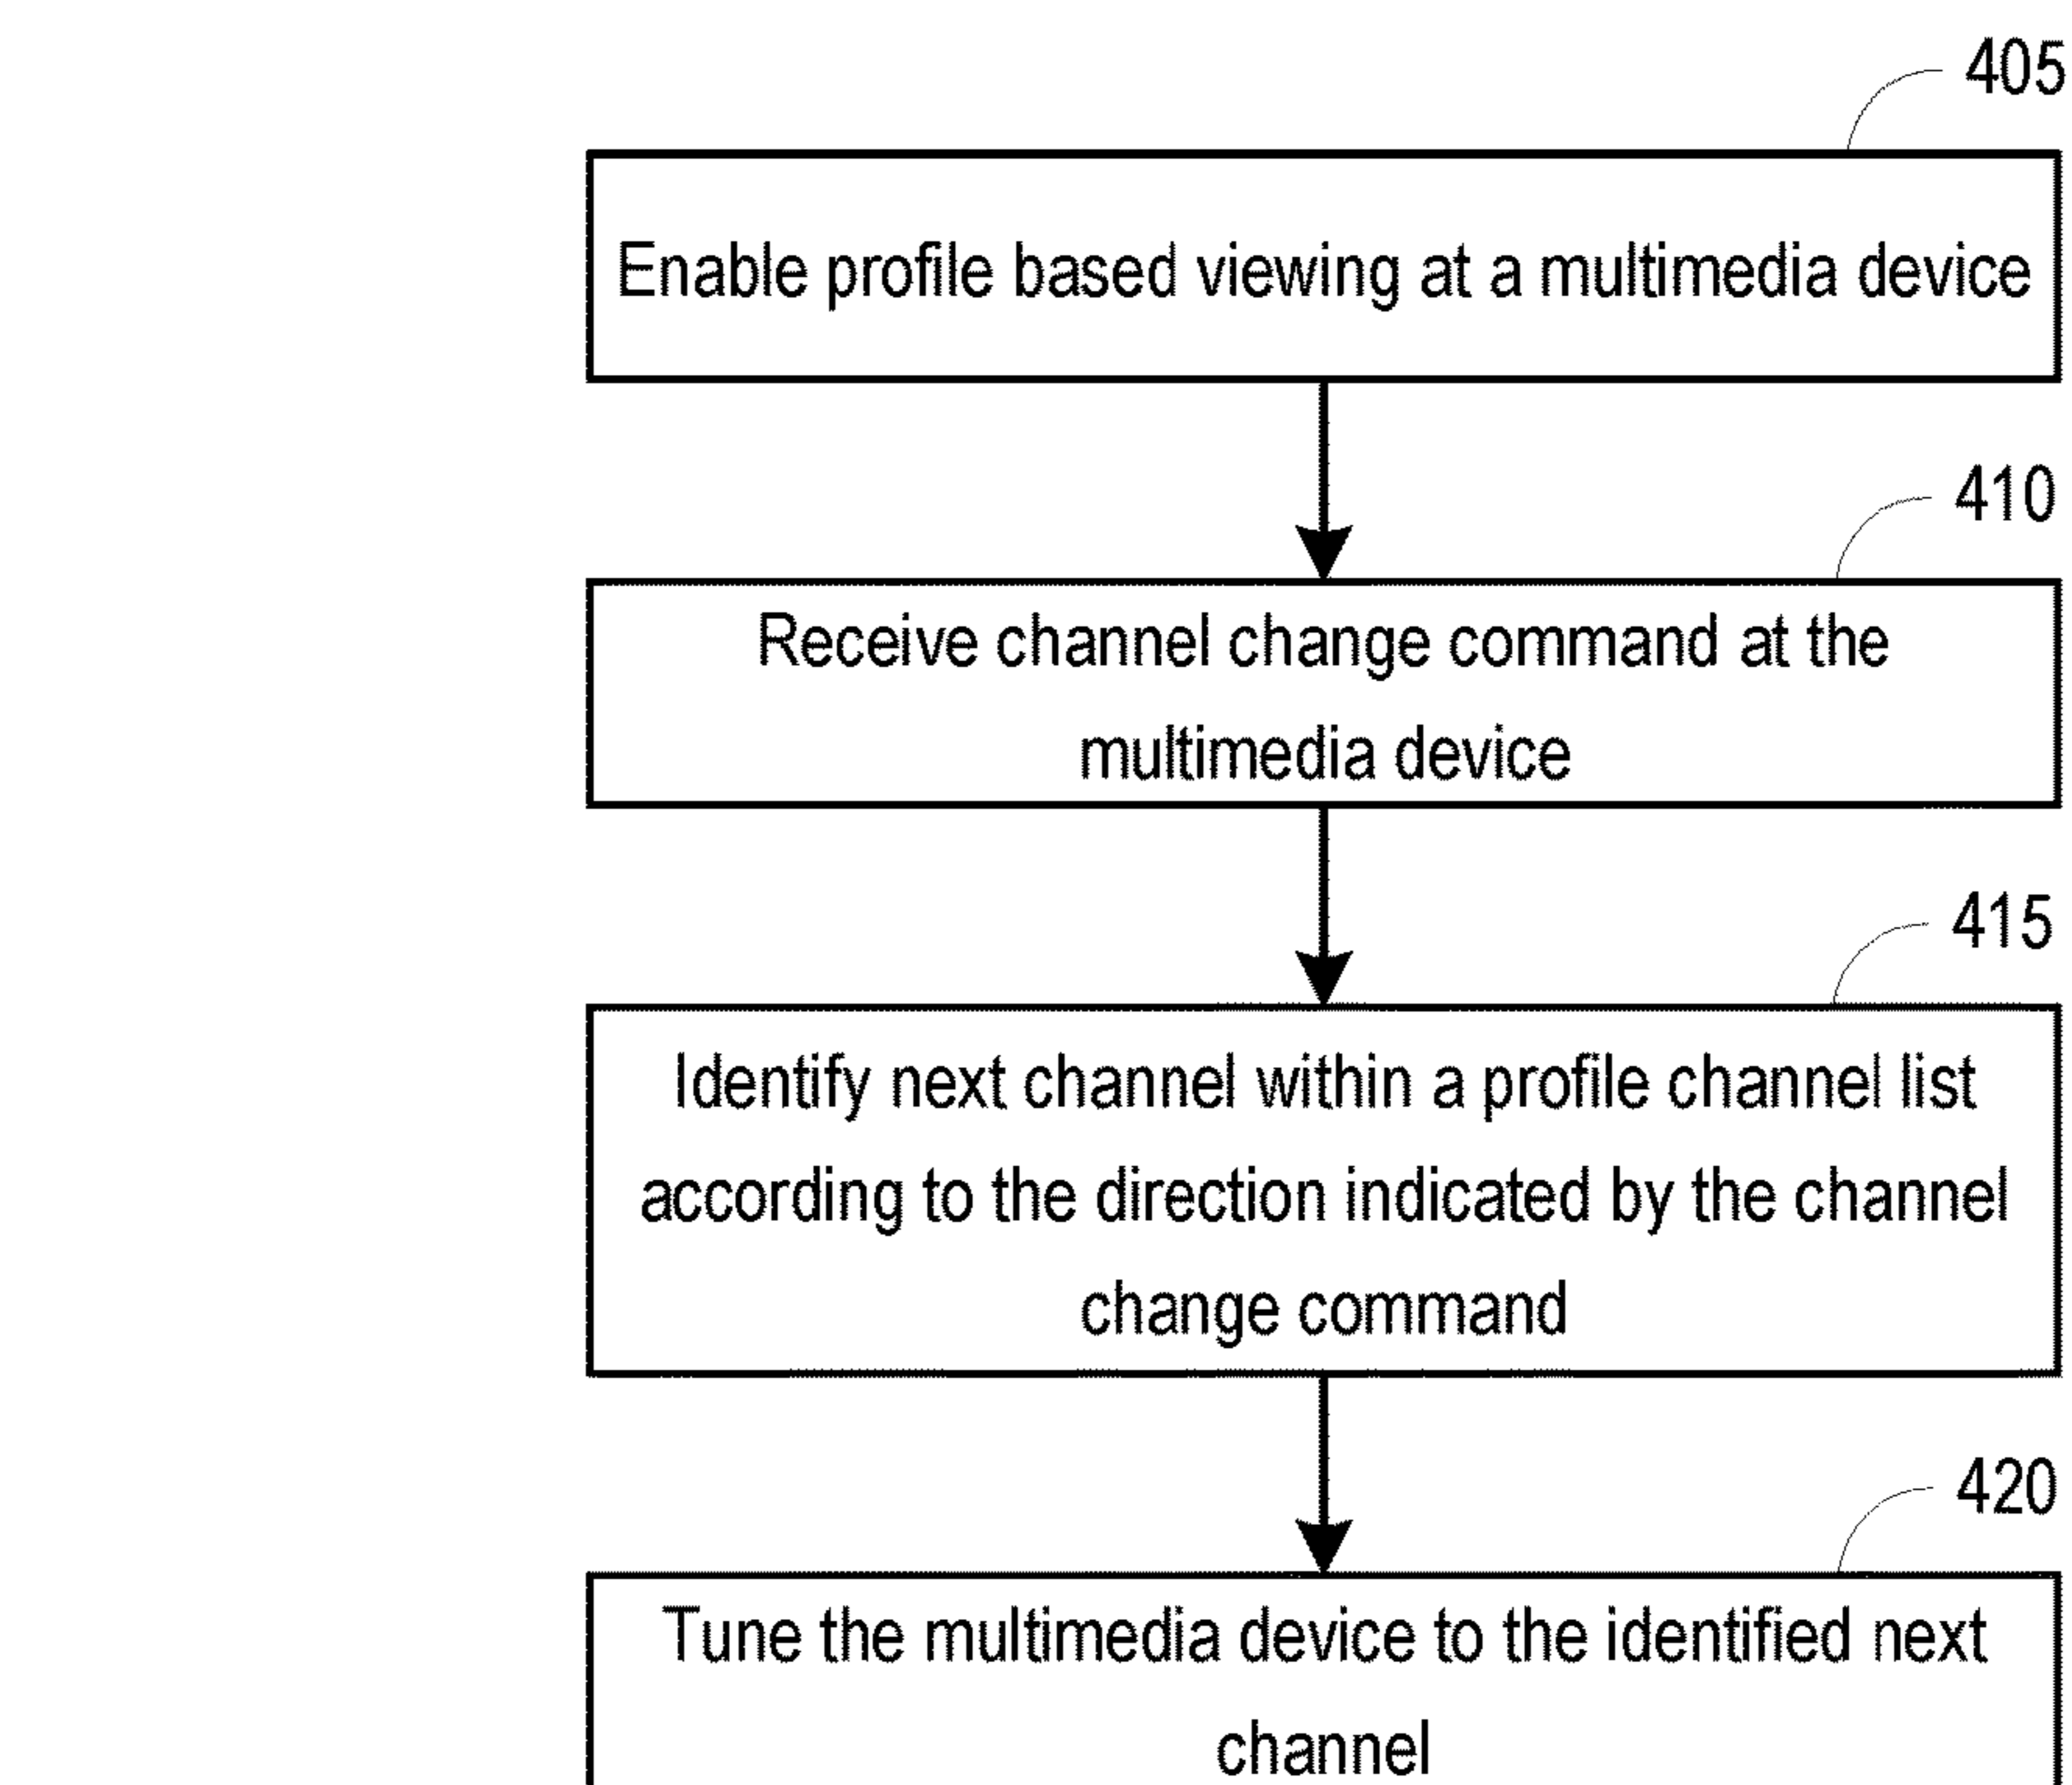 405
Enable profile based viewing at a multimedia device
410
Receive channel change command at the
multimedia device
415
Identify next channel within a profile channel list
according to the direction indicated by the channel
change command
420
Tune the multimedia device to the identified next
channel